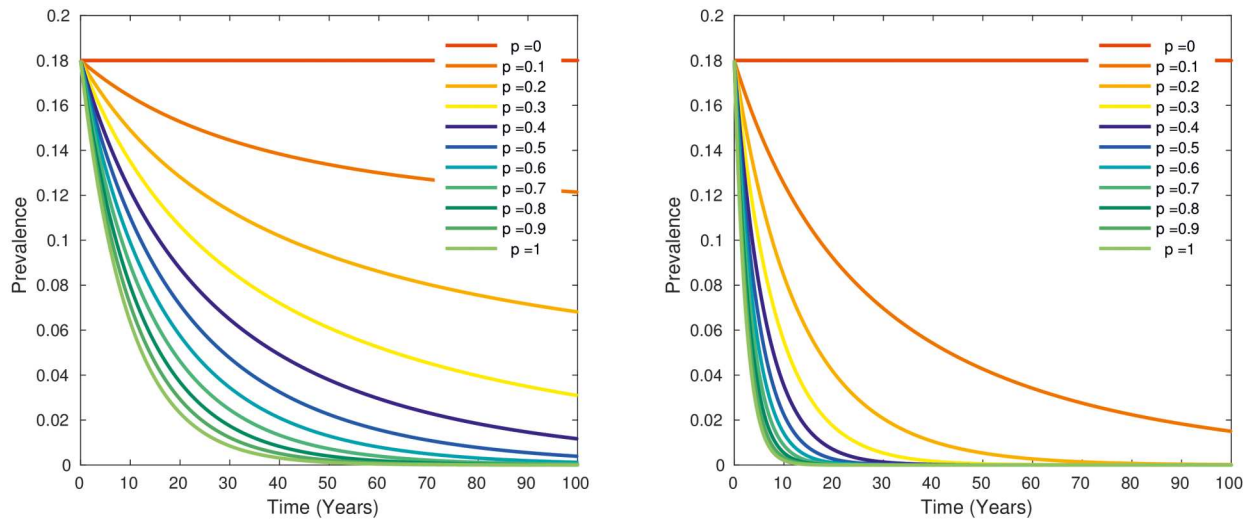 0.2
0.18
0.16
0.14
0.12
0.1
0.08
0.06
0.04
0.02
0
Prevalence
p =0
p =0.1
p =0.2
p =0.3
p =0.4
p =0.5
p =0.6
p =0.7
p =0.8
p =0.9
p =1
0 10 20 30 40 50 60 70 80 90 100
Time (Years)
0.2
0.18
0.16
0.14
0.12
0.1
0.08
0.06
0.04
0.02
0
Prevalence
p =0
p =0.1
p =0.2
p =0.3
p =0.4
p =0.5
p =0.6
p =0.7
p =0.8
p =0.9
p =1
0 10 20 30 40 50 60 70 80 90 100
Time (Years)